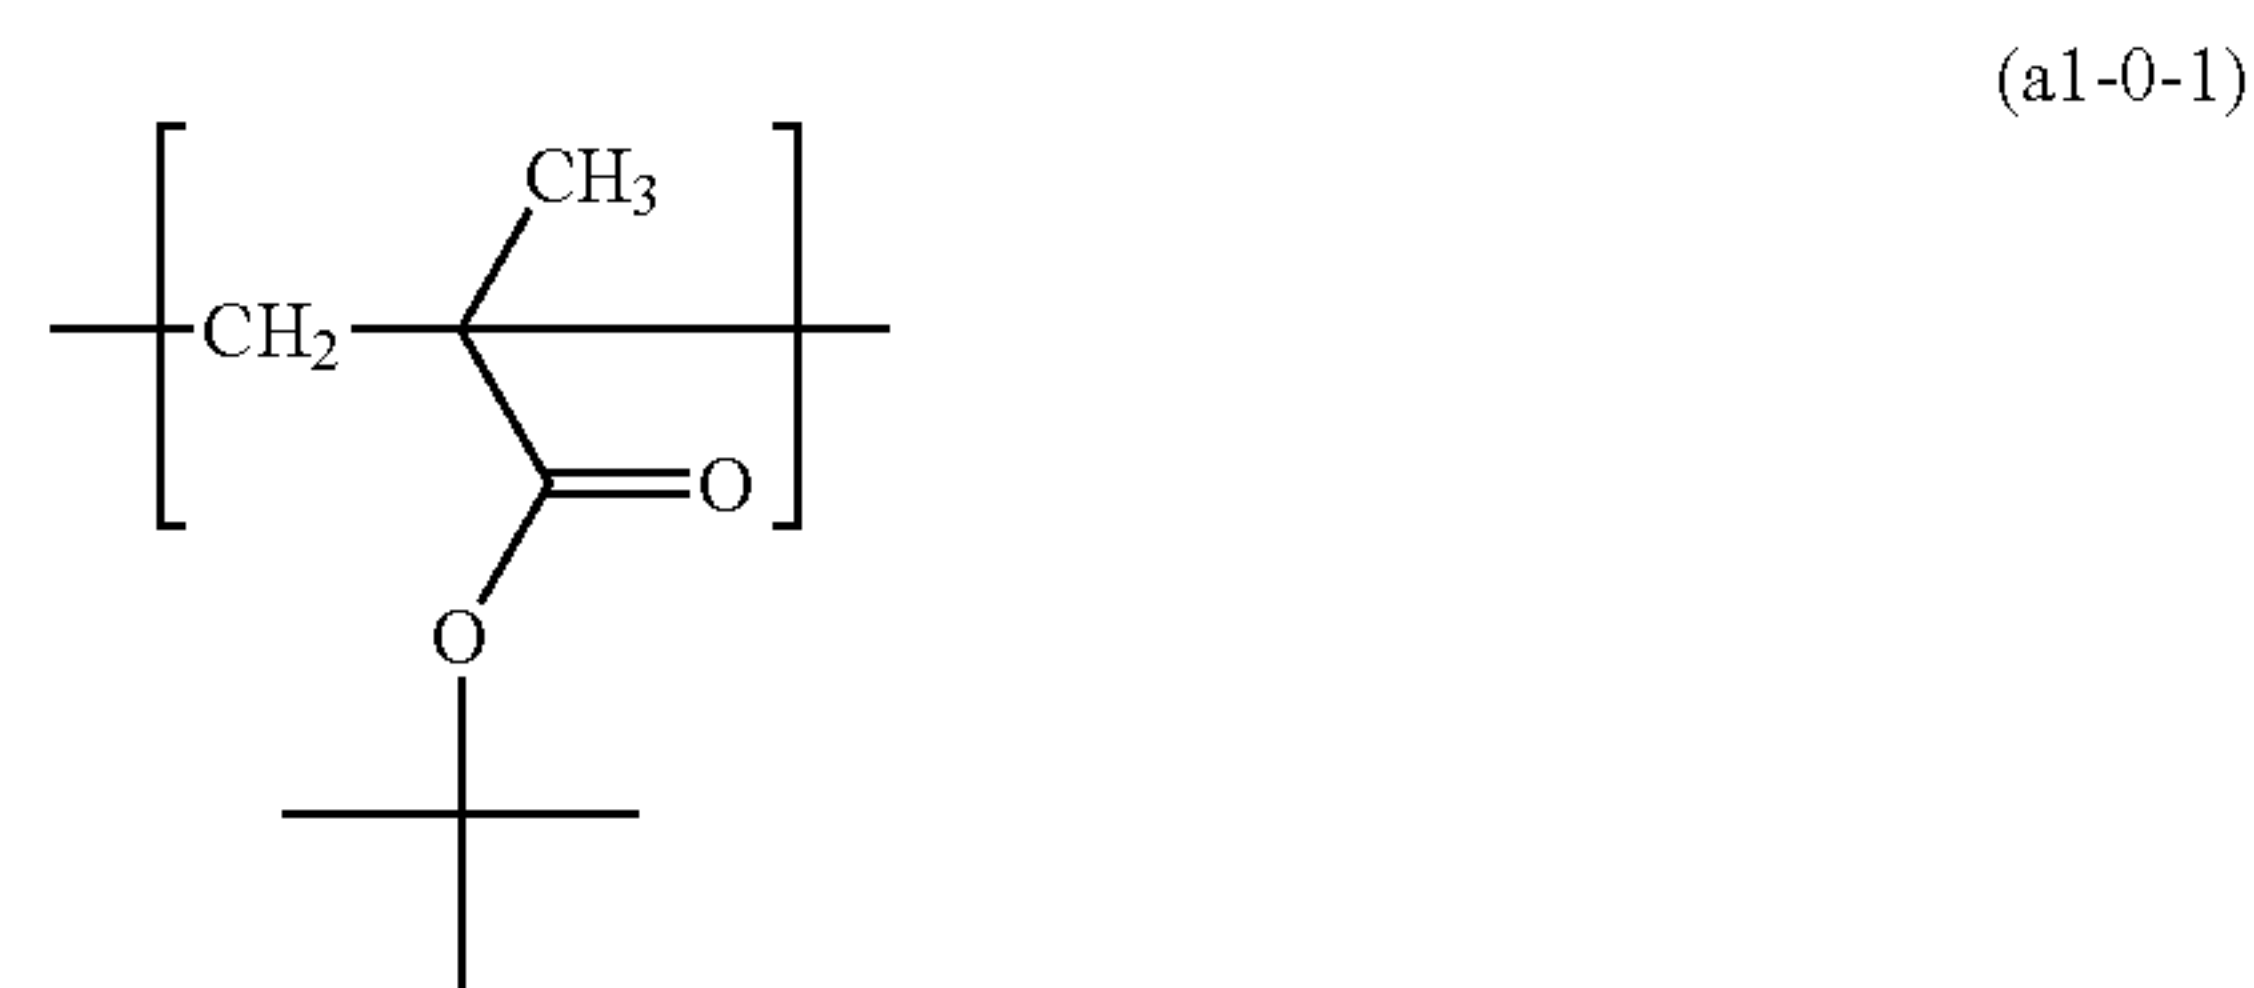 (a1-0-1)
CH₃
CH₂
O
O